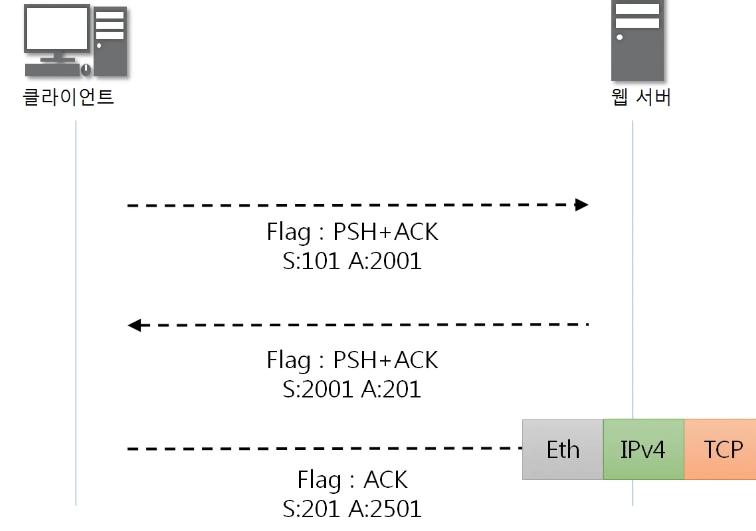 클라이언트
웹 서버
Flag : PSH+ACK
S:101 A:2001
Flag : PSH+ACK
S:2001 A:201
Eth IPv4 TCP
Flag : ACK
S:201 A:2501